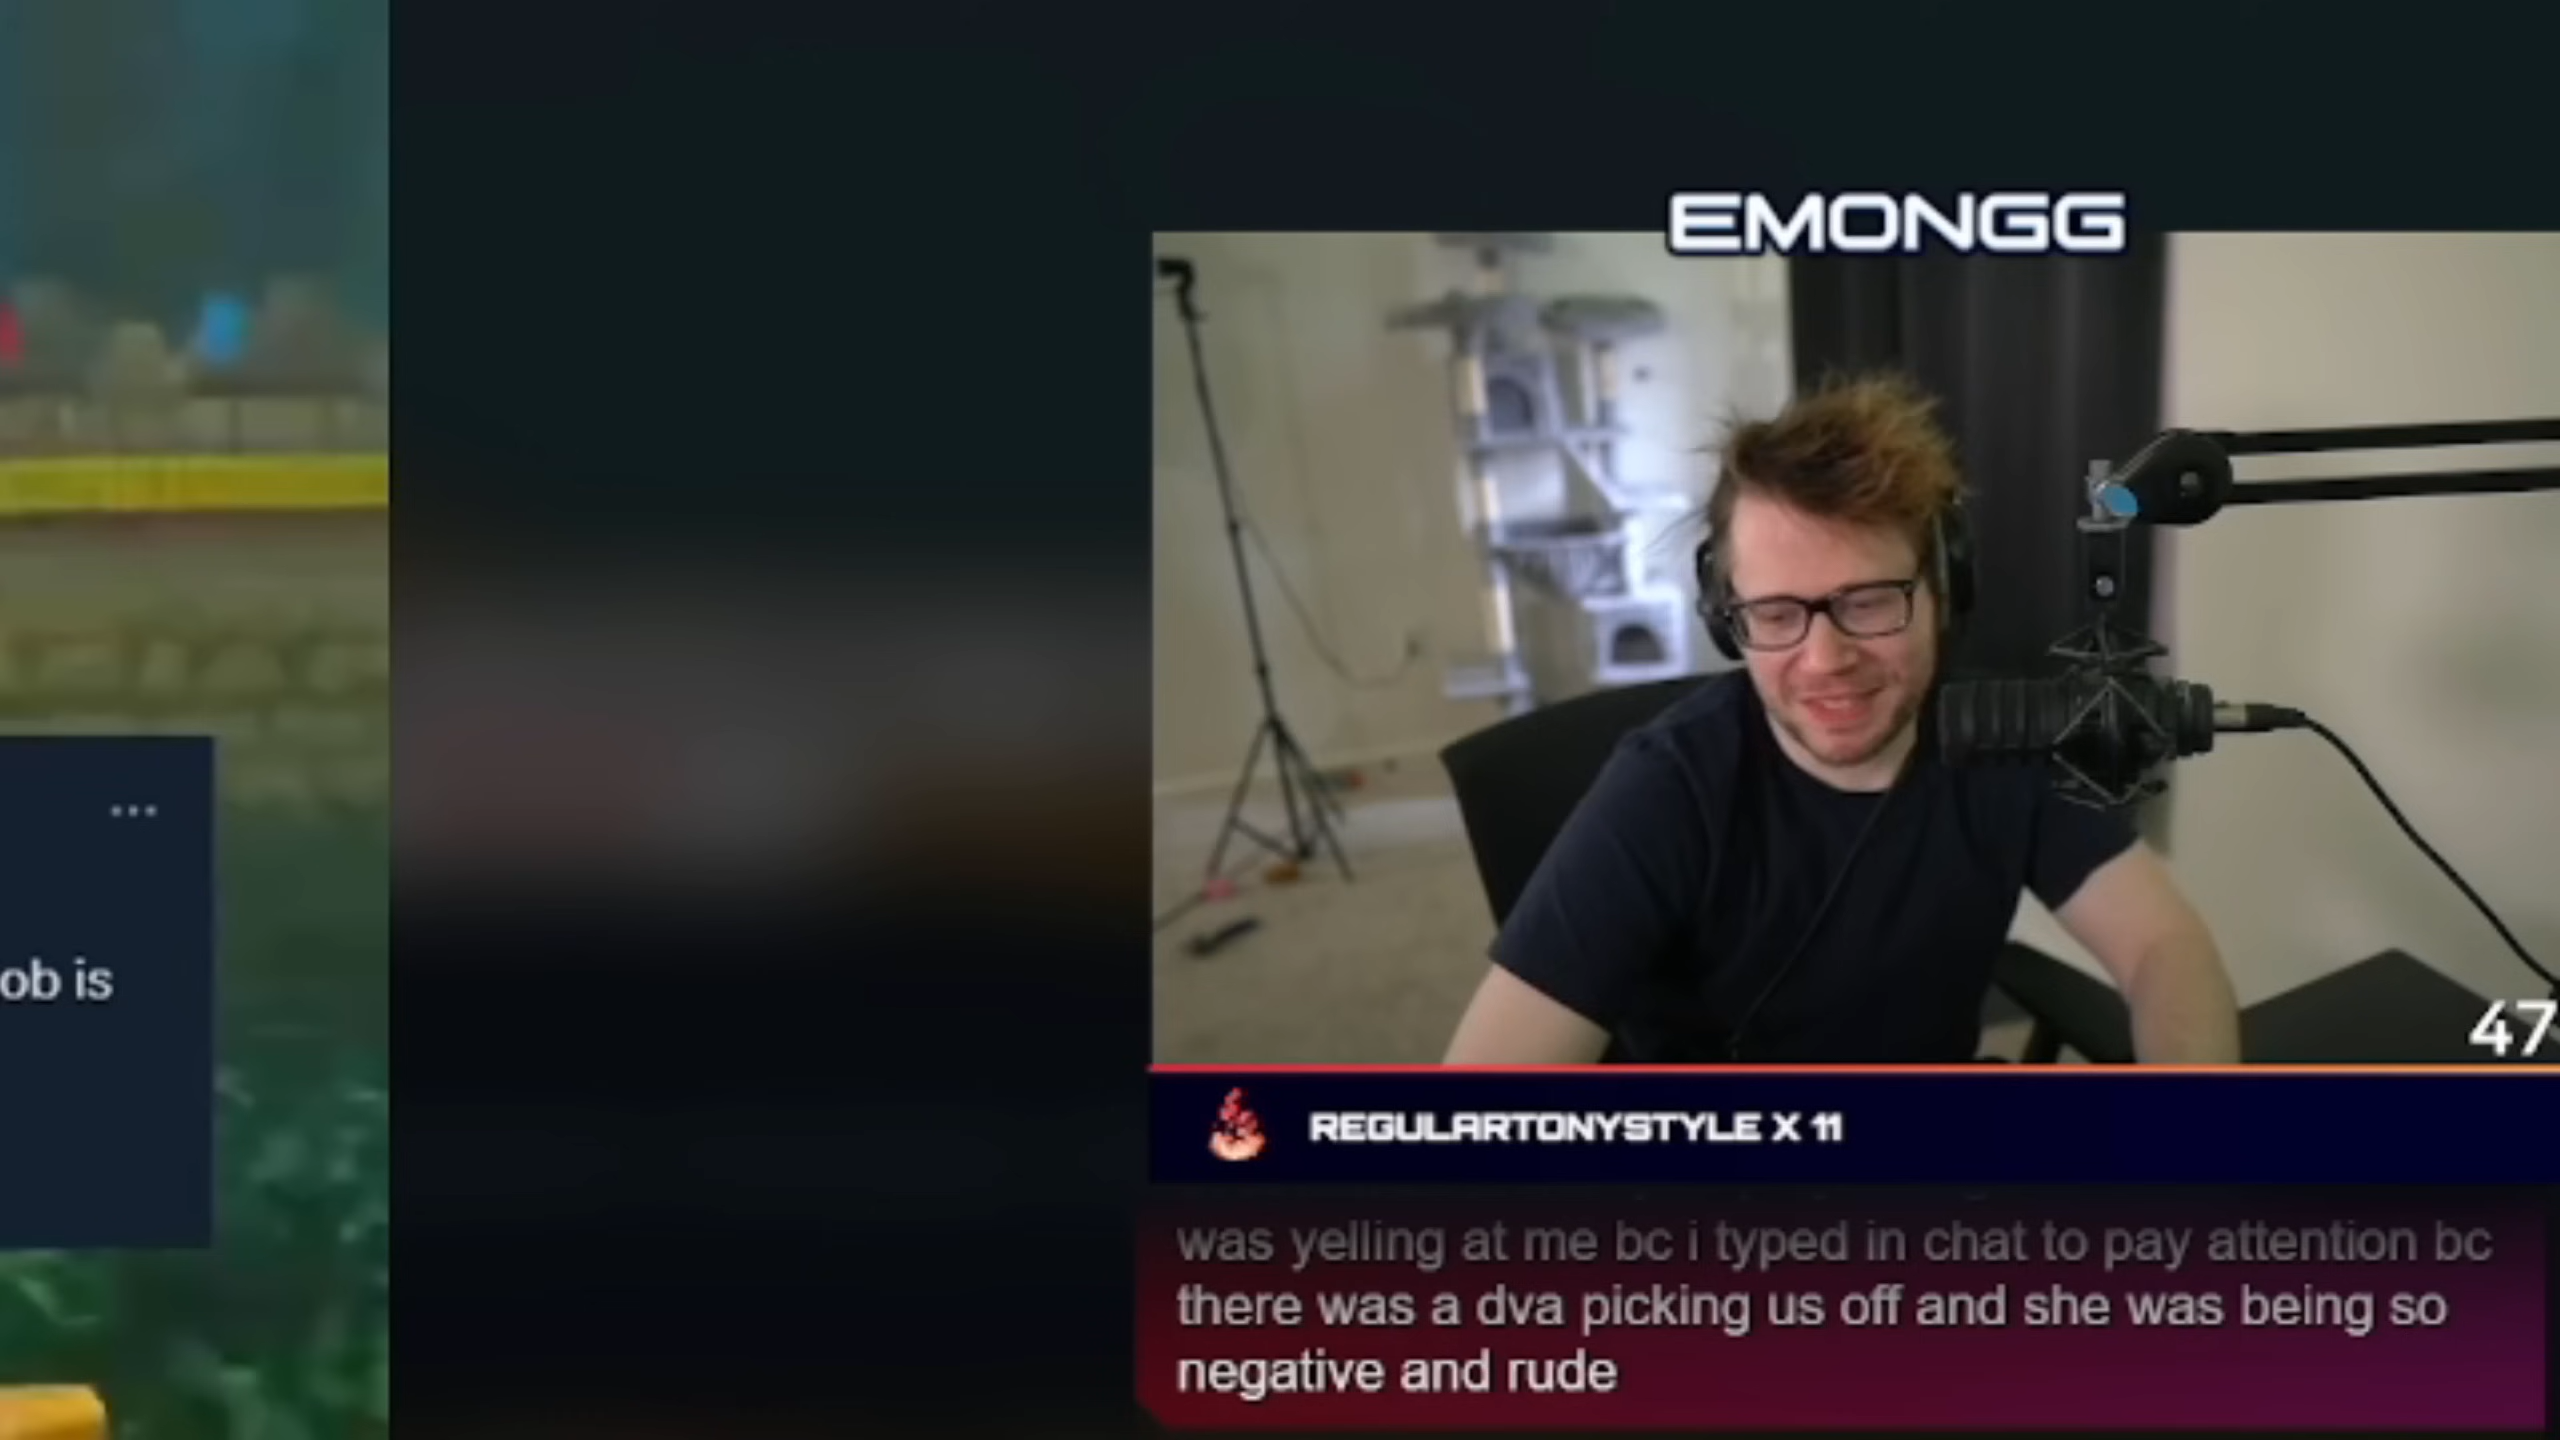 EMONGG
...
ob is
47
REGULARTONYSTYLE X 11
was yelling at me bc i typed in chat to pay attention bc
there was a dva picking us off and she was being so
negative and rude